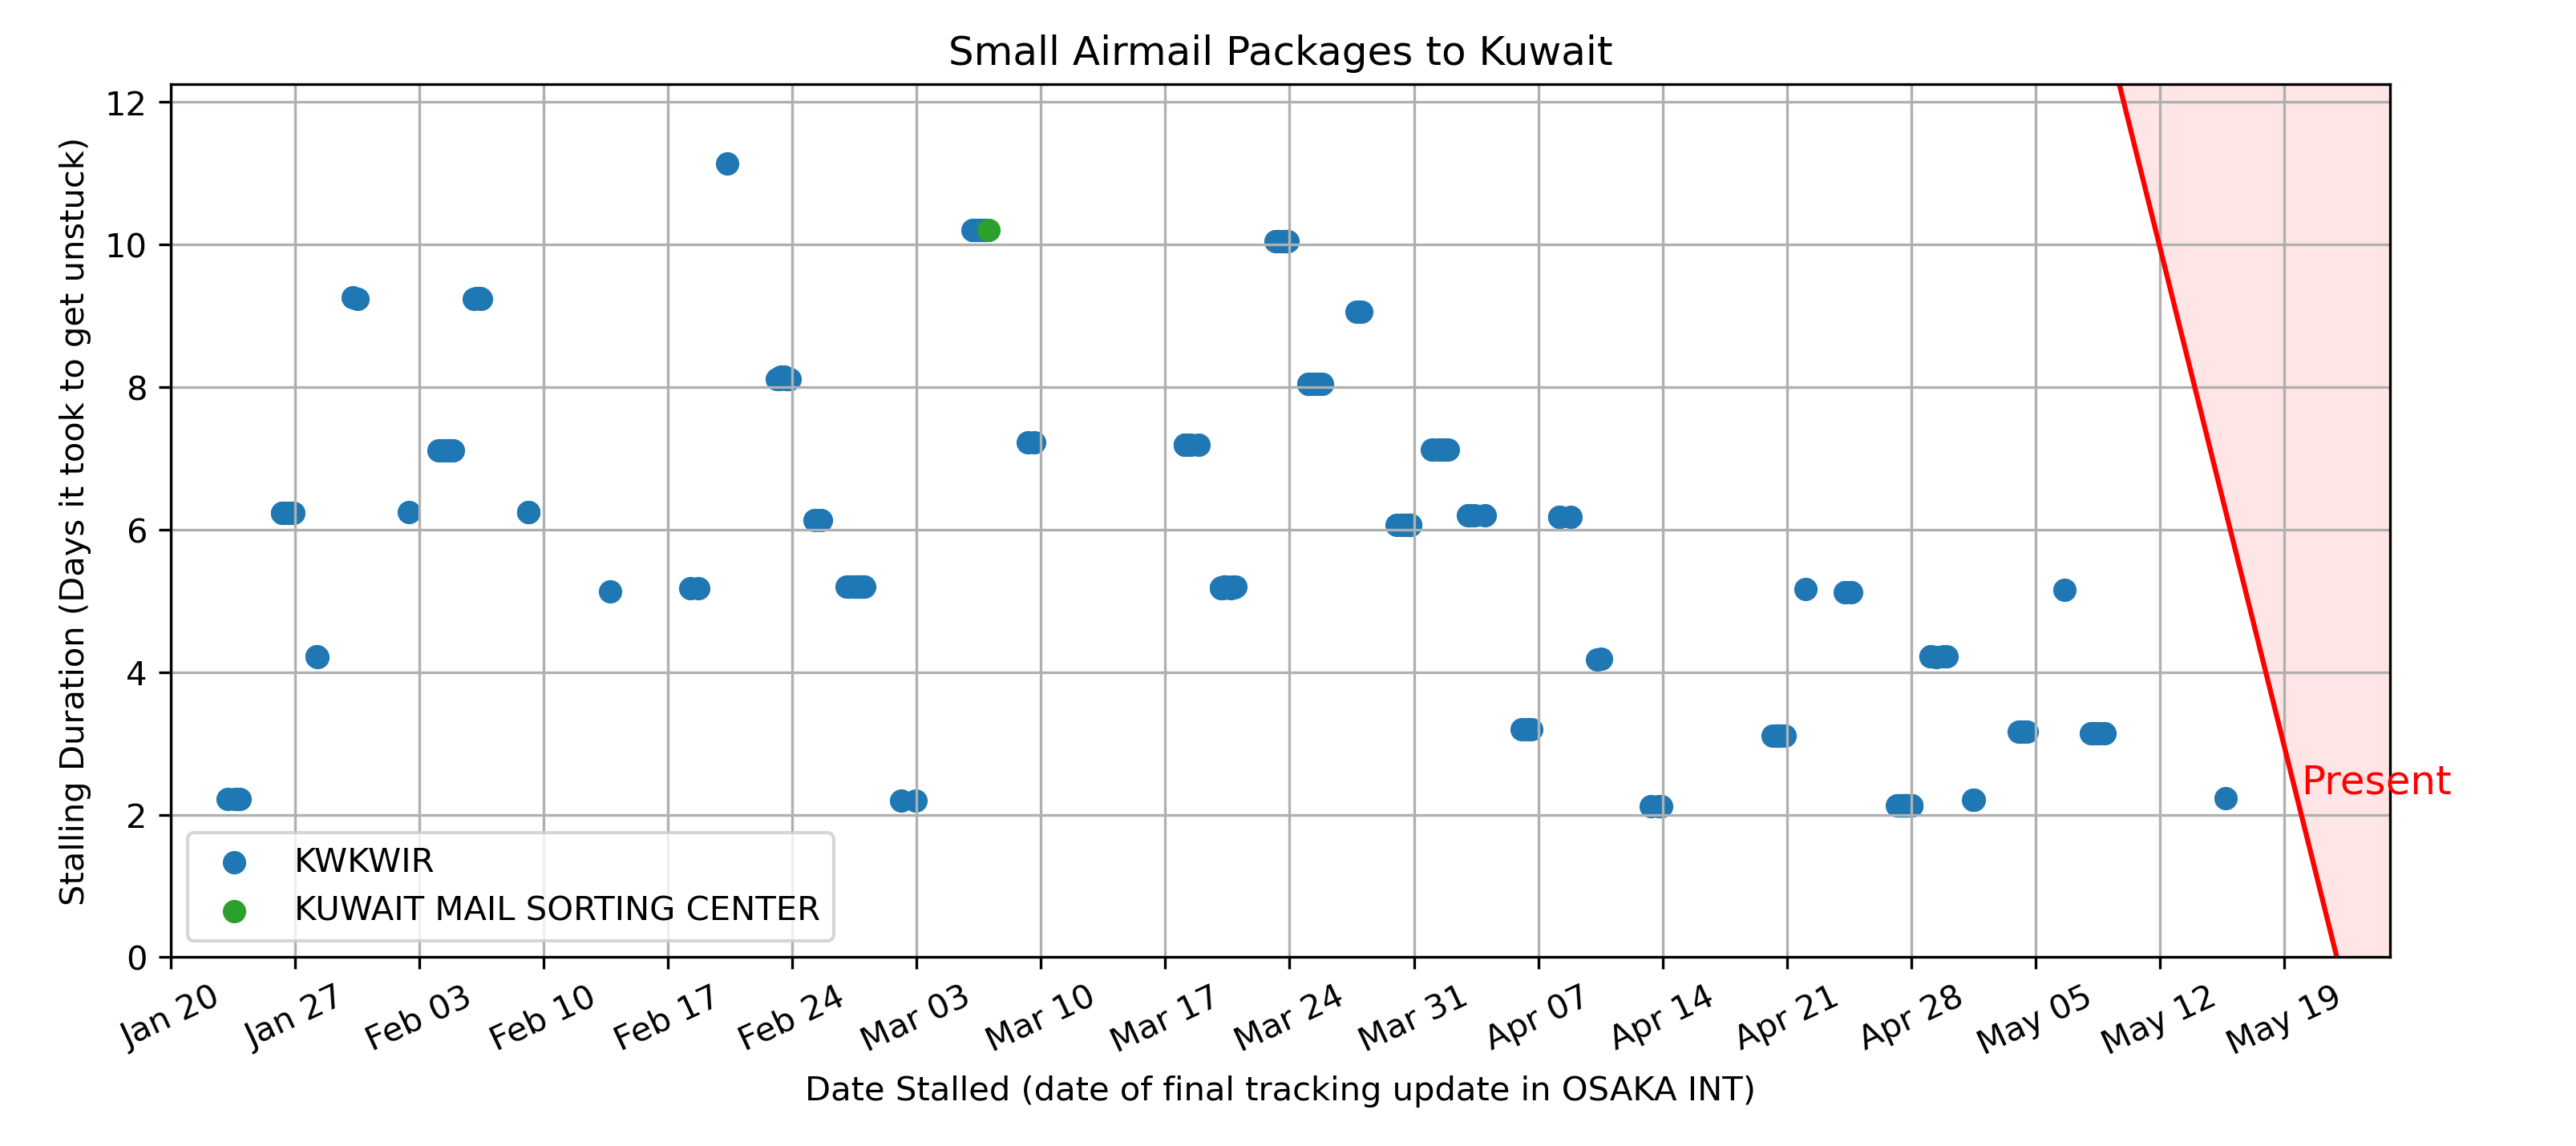 Small Airmail Packages to Kuwait
Stalling Duration (Days it took to get unstuck)
12
10
8
6
4
2
0
Present
KWKWIR
KUWAIT MAIL SORTING CENTER
Jan 20
Jan 27
Feb 03
Feb 10
Feb 17
Feb 24
Mar 03
Mar 10
Mar 17
Mar 24
Mar 31
Apr 07
Apr 14
Apr 21
Apr 28
May 05
May 12
May 19
Date Stalled (date of final tracking update in OSAKA INT)